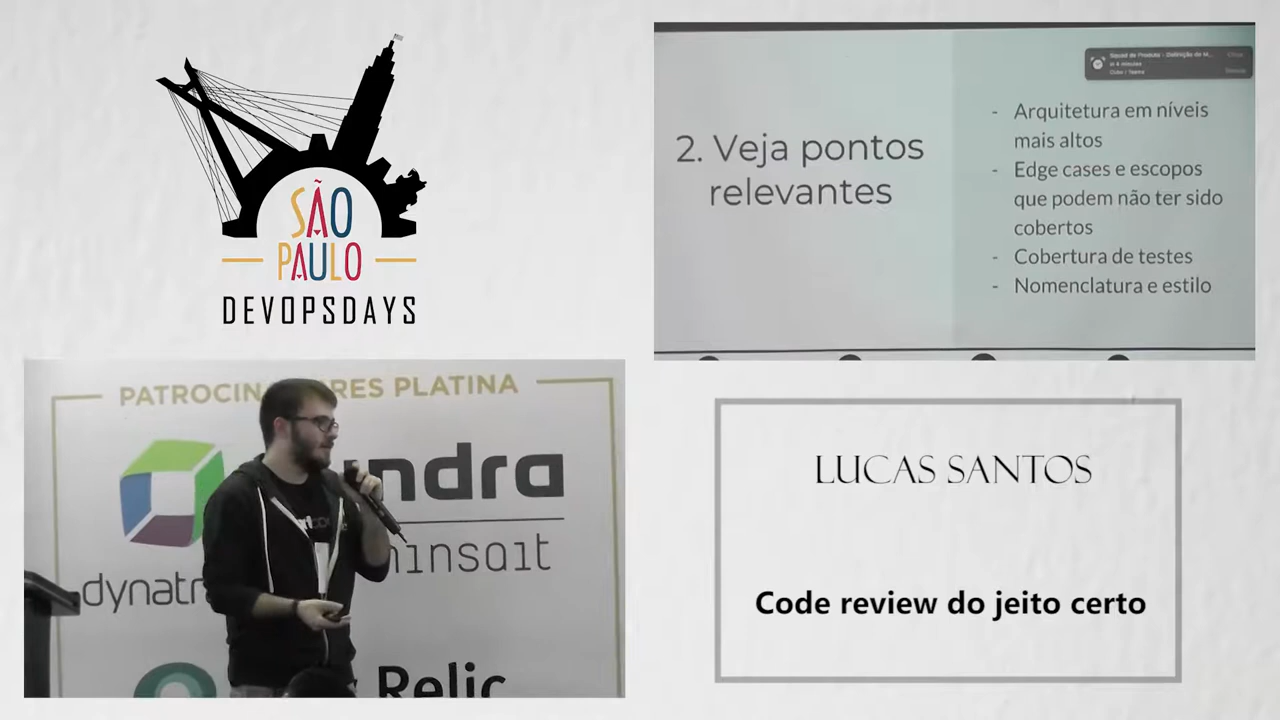 SÃO
PAULO
DEVOPSDAYS
2. Veja pontos
relevantes
- Arquitetura em níveis
mais altos
- Edge cases e escopos
que podem não ter sido
cobertos
- Cobertura de testes
- Nomenclatura e estilo
PATROCIN RES PLATINA
ndra
minsait
dynatr
Relic
LUCAS SANTOS
Code review do jeito certo